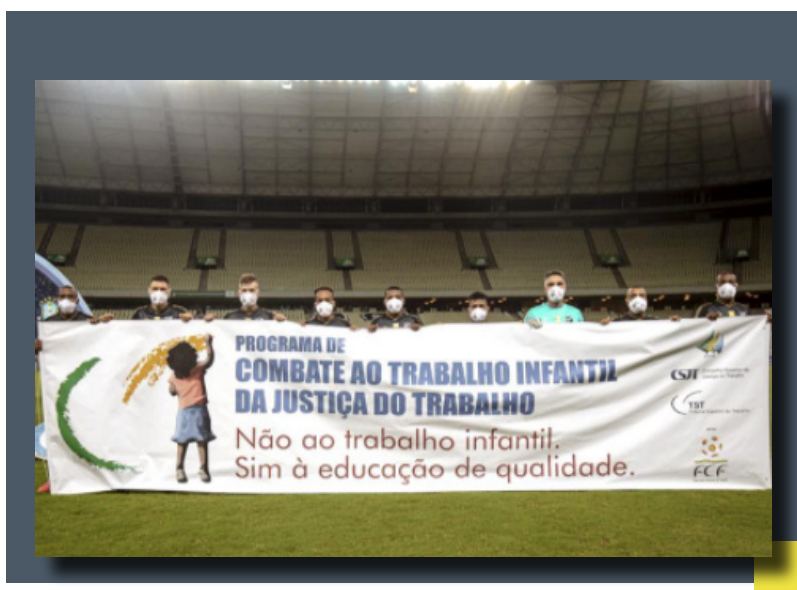 PROGRAMA DE
COMBATE AO TRABALHO INFANTIL
DA JUSTIÇA DO TRABALHO
Não ao trabalho infantil.
Sim à educação de qualidade.
CSJT
TST
FCF